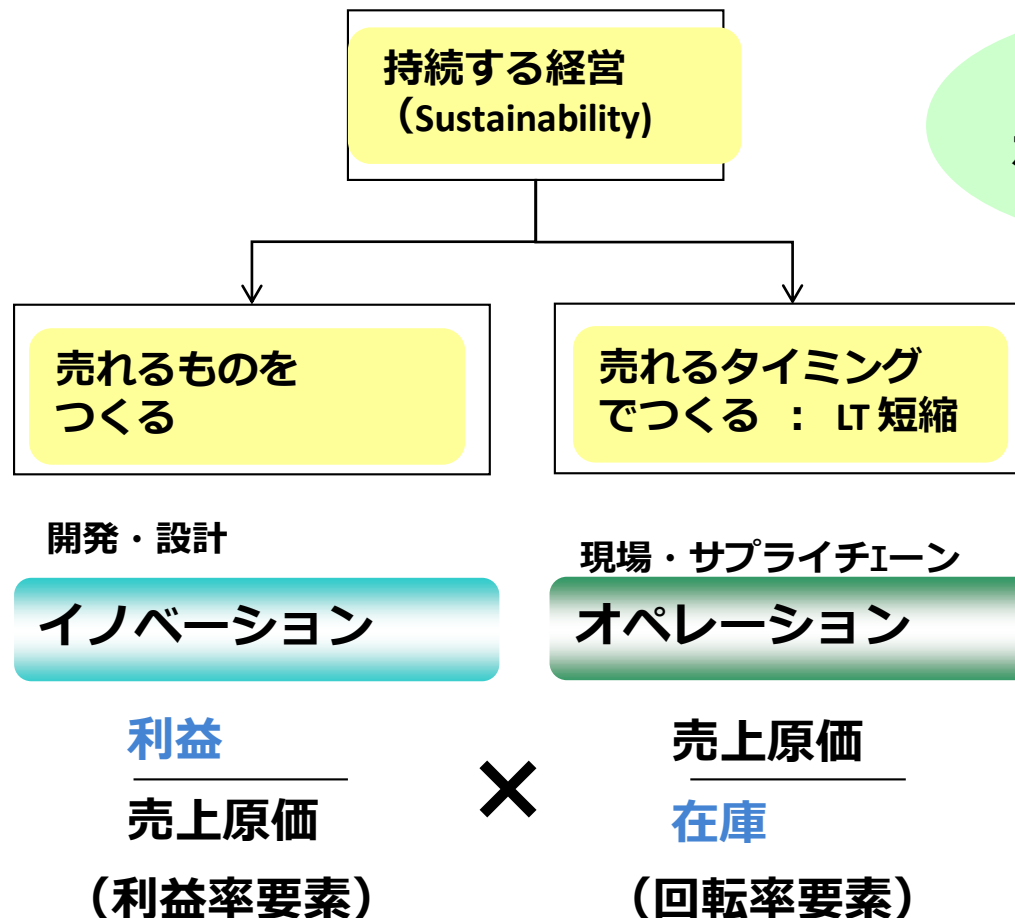 持続する経営
（Sustainability)
売れるものを
つくる
売れるタイミング
でつくる ： LT 短縮
開発・設計
現場・サプライチェーン
イノベーション
オペレーション
利益
売上原価
×
売上原価
在庫
（利益率要素）
（回転率要素）